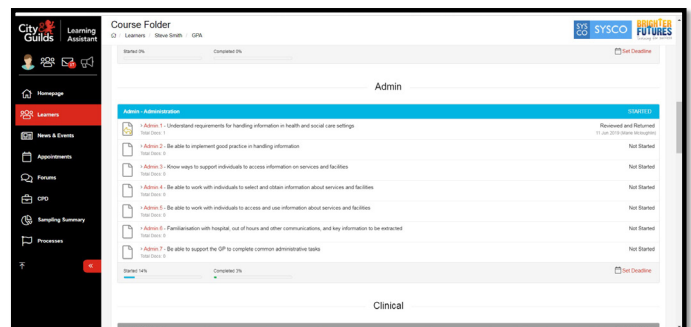 City & Guilds
Learning Assistant
Homepage
Learners
News & Events
Appointments
Forums
CPD
Sampling Summary
Processes
Course Folder
Learners
Steve Smith
GPA
SYSCO
SYSCO
BRIGHTER FUTURES
Started 0%
Completed 0%
Set Deadline
Admin
Admin - Administration
STARTED
› Admin 1 - Understand requirements for handling information in health and social care settings
Total Docs: 1
Reviewed and Returned
› Admin 2 - Be able to implement good practice in handling information
Total Docs: 0
Not Started
› Admin 3 - Know ways to support individuals to access information on services and facilities
Total Docs: 0
Not Started
› Admin 4 - Be able to work with individuals to select and obtain information about services and facilities
Total Docs: 0
Not Started
› Admin 5 - Be able to work with individuals to access and use information about services and facilities
Total Docs: 0
Not Started
› Admin 6 - Familiarisation with hospital, out of hours and other communications, and key information to be extracted
Total Docs: 0
Not Started
› Admin 7 - Be able to support the GP to complete common administrative tasks
Total Docs: 0
Not Started
Started 14%
Completed 3%
Set Deadline
Clinical